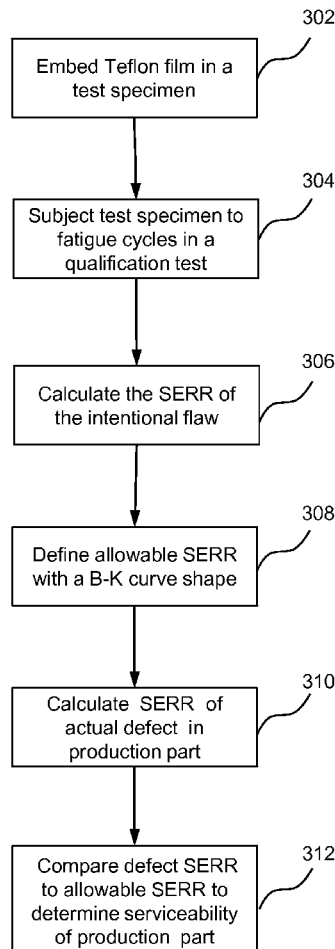 302
Embed Teflon film in a
test specimen
304
Subject test specimen to
fatigue cycles in a
qualification test
306
Calculate the SERR of
the intentional flaw
308
Define allowable SERR
with a B-K curve shape
310
Calculate SERR of
actual defect in
production part
312
Compare defect SERR
to allowable SERR to
determine serviceability
of production part